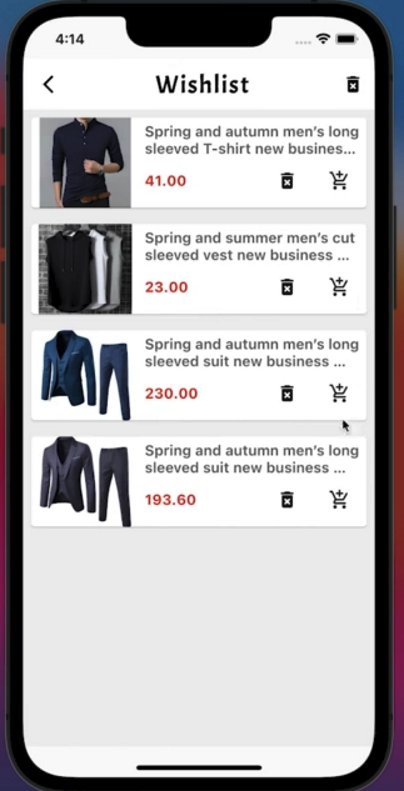 4:14
Wishlist
Spring and autumn men's long
sleeved T-shirt new busines...
41.00
Spring and summer men's cut
sleeved vest new business ...
23.00
Spring and autumn men's long
sleeved suit new business ...
230.00
Spring and autumn men's long
sleeved suit new business ...
193.60